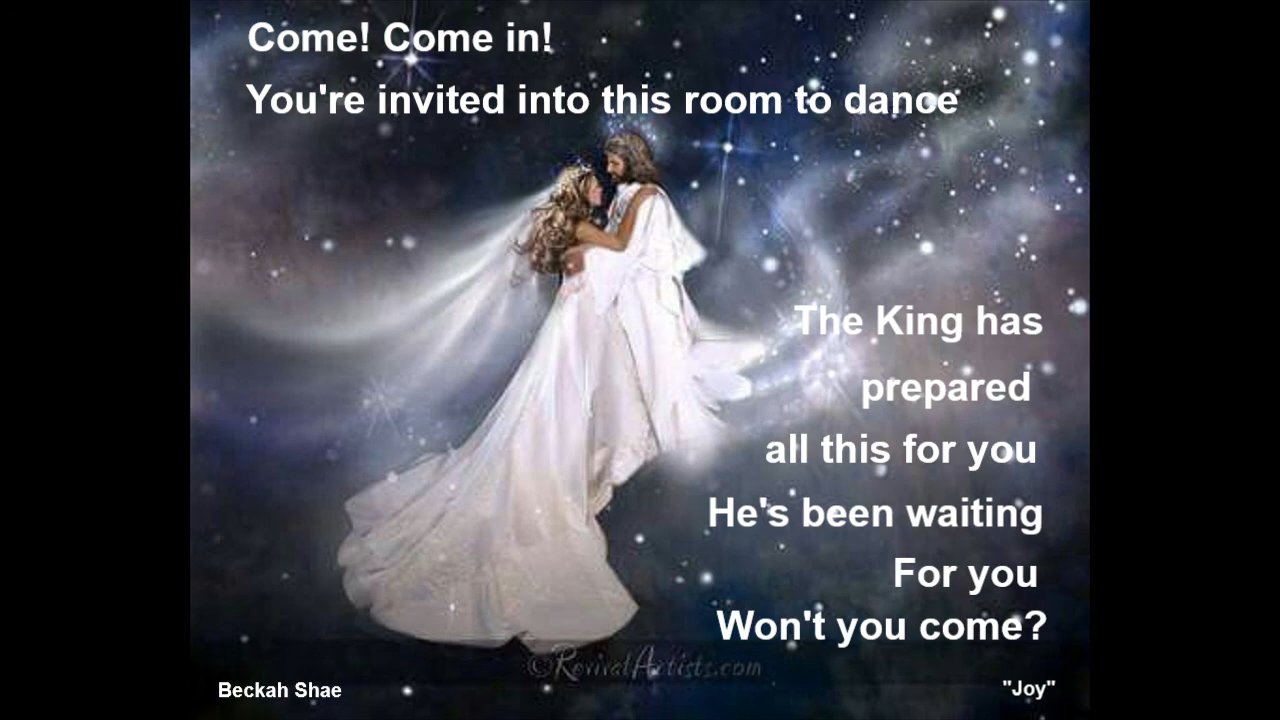 Come! Come in!
You're invited into this room to dance
The King has
prepared
all this for you
He's been waiting
For you
Won't you come?
©RevivalArtists.com
Beckah Shae
"Joy"